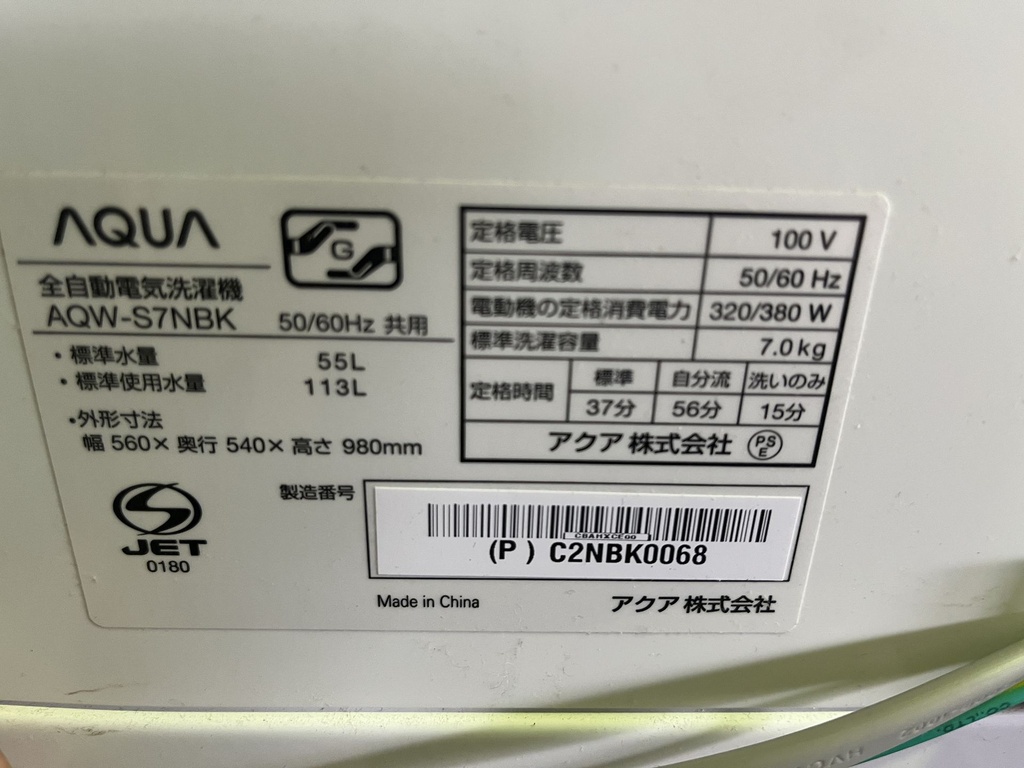 AQUA
G
全自動電気洗濯機
AQW-S7NBK 50/60Hz 共用
・標準水量 55L
・標準使用水量 113L
・外形寸法
幅 560×奥行 540×高さ 980mm
定格電圧 100 V
定格周波数 50/60 Hz
電動機の定格消費電力 320/380 W
標準洗濯容量 7.0kg
定格時間 標準 自分流 洗いのみ
37分 56分 15分
アクア株式会社 PSE
JET
0180
製造番号
C8AHXCE00
(P) C2NBK0068
Made in China
アクア株式会社
CO.,LTD.